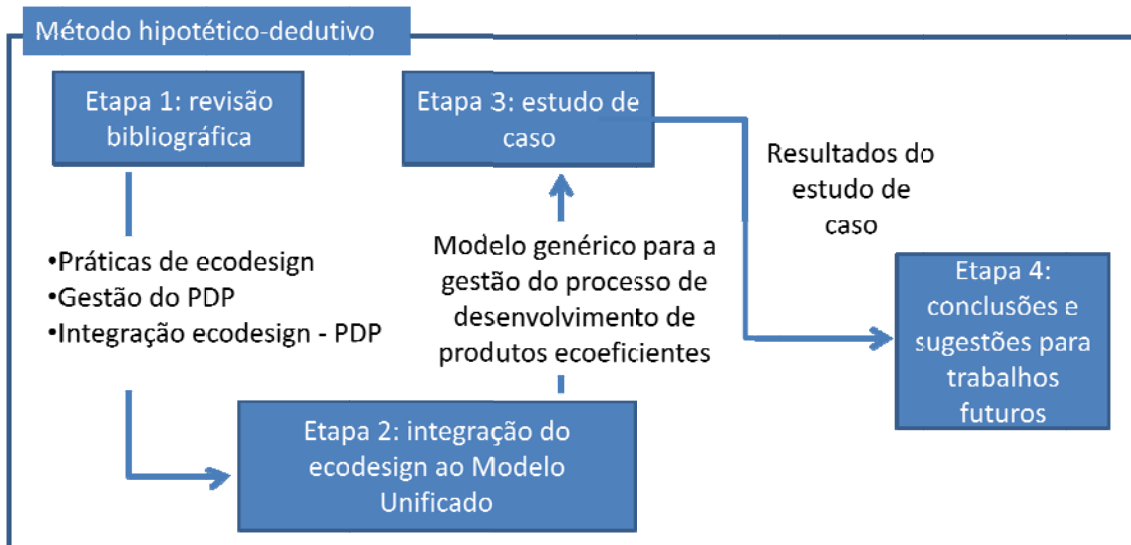 Método hipotético-dedutivo
Etapa 1: revisão
bibliográfica
•Práticas de ecodesign
•Gestão do PDP
•Integração ecodesign - PDP
Etapa 2: integração do
ecodesign ao Modelo
Unificado
Modelo genérico para a
gestão do processo de
desenvolvimento de
produtos ecoeficientes
Etapa 3: estudo de
caso
Resultados do
estudo de
caso
Etapa 4:
conclusões e
sugestões para
trabalhos
futuros